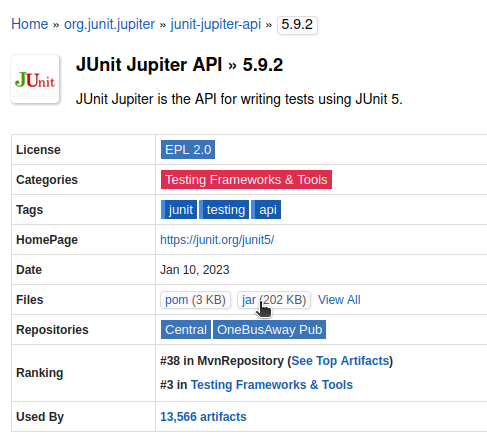 Home » org.junit.jupiter » junit-jupiter-api » 5.9.2
JUnit
JUnit Jupiter API » 5.9.2
JUnit Jupiter is the API for writing tests using JUnit 5.
License EPL 2.0
Categories Testing Frameworks & Tools
Tags junit testing api
HomePage https://junit.org/junit5/
Date Jan 10, 2023
Files pom (3 KB) jar (202 KB) View All
Repositories Central OneBusAway Pub
Ranking #38 in MvnRepository (See Top Artifacts)
#3 in Testing Frameworks & Tools
Used By 13,566 artifacts